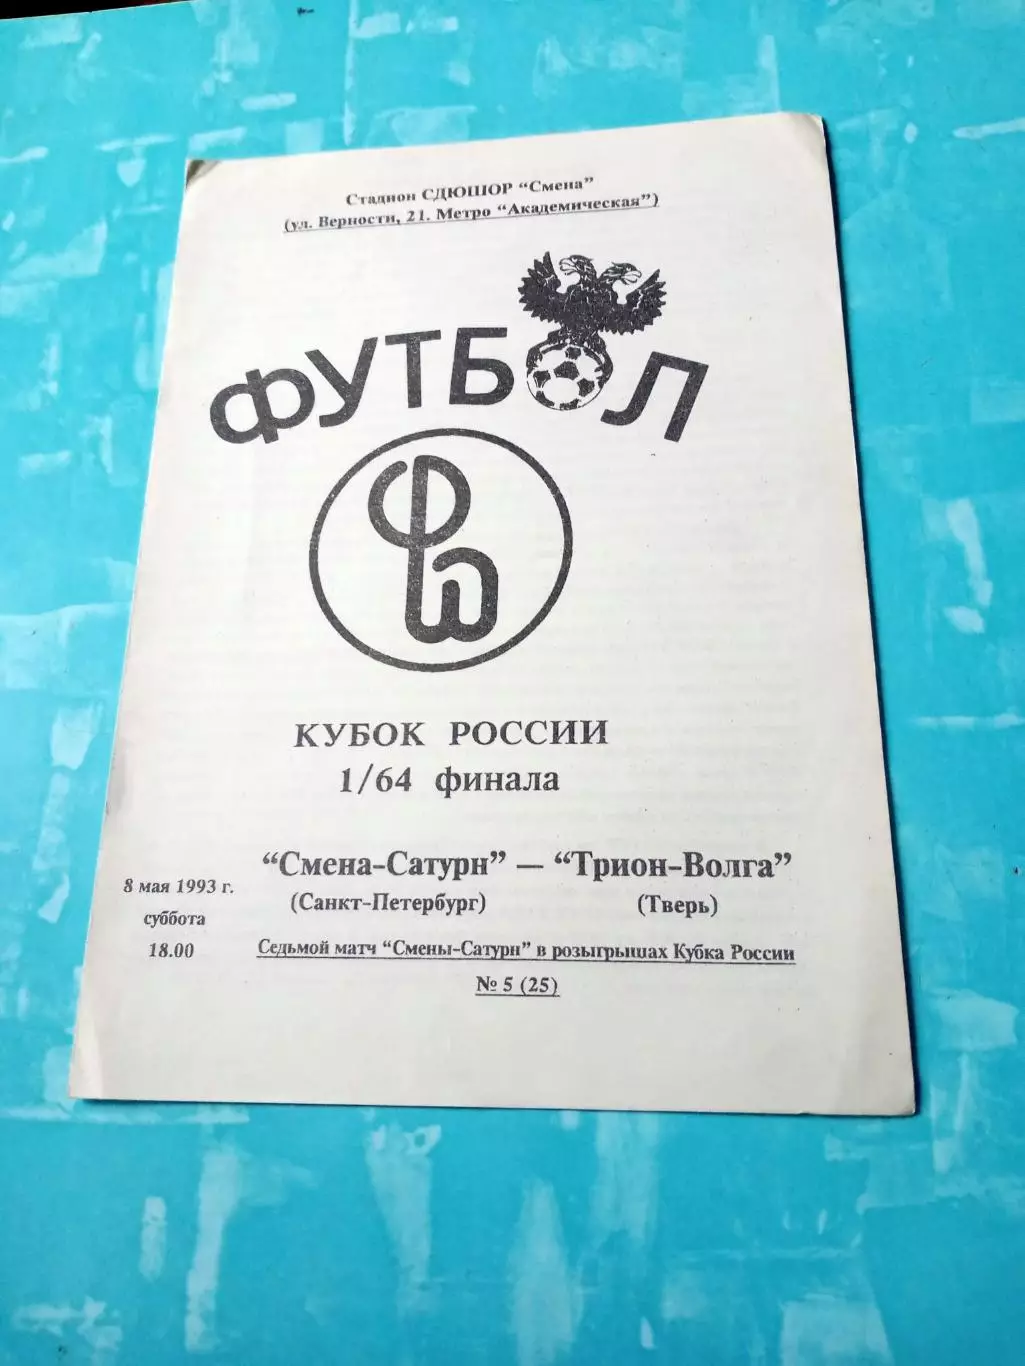 Стадион СДЮШОР “Смена”
(ул. Верности, 21. Метро “Академическая”)
ФУТБОЛ
КУБОК РОССИИ
1/64 финала
“Смена-Сатурн” — “Трион-Волга”
(Санкт-Петербург) (Тверь)
8 мая 1993 г.
суббота
18.00
Седьмой матч “Смены-Сатурн” в розыгрышах Кубка России
№ 5 (25)